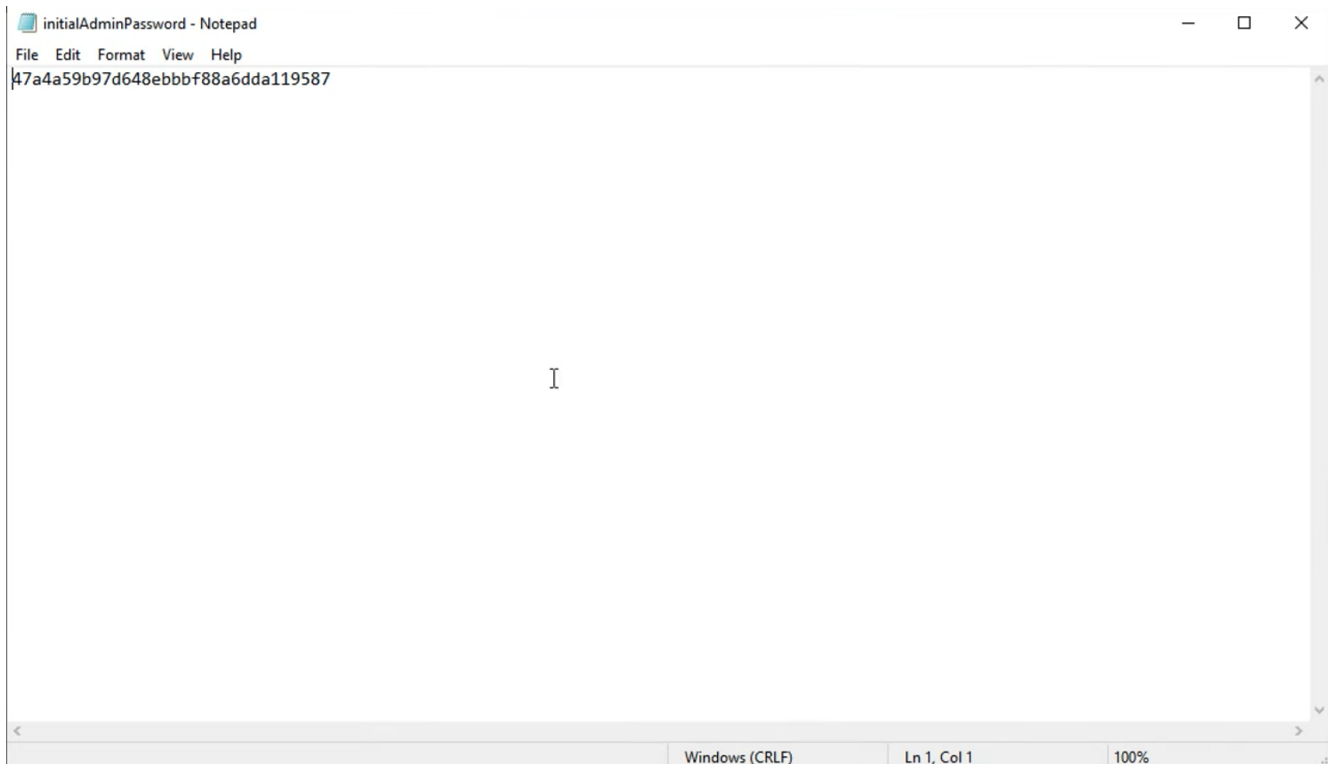 initialAdminPassword - Notepad
File Edit Format View Help
47a4a59b97d648ebbbf88a6dda119587
Windows (CRLF) Ln 1, Col 1 100%